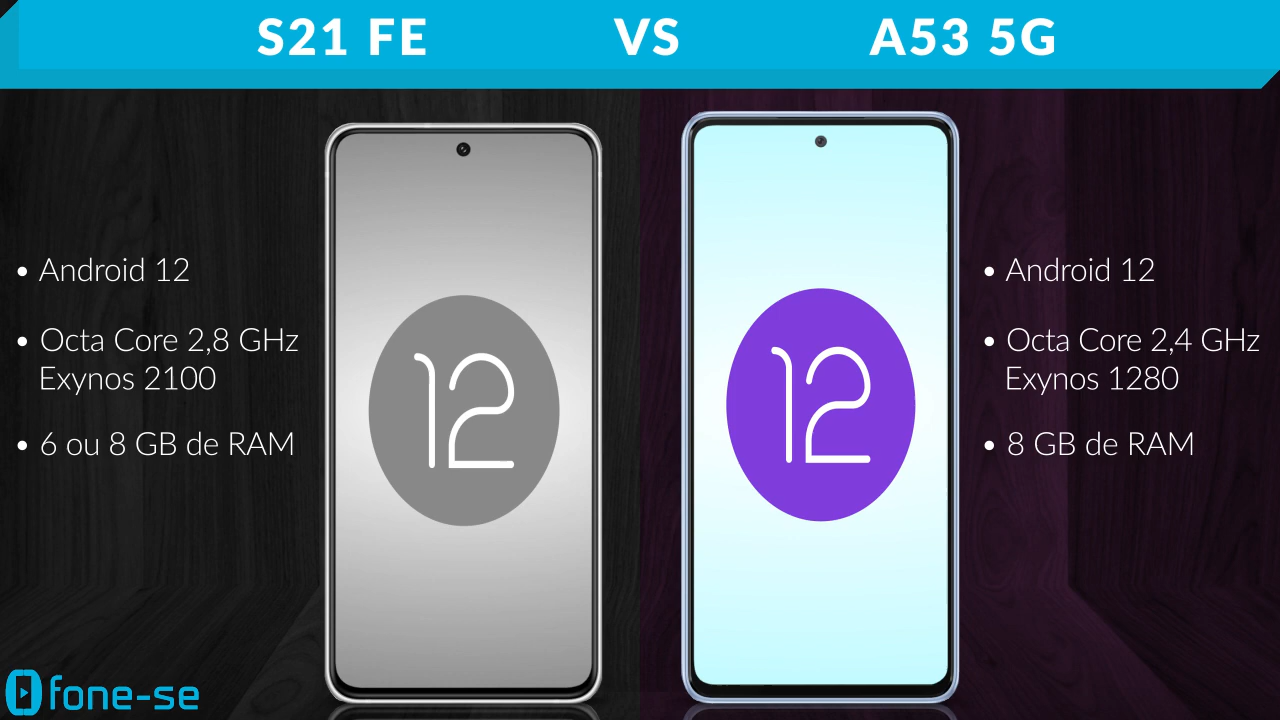 S21 FE VS A53 5G
• Android 12
• Octa Core 2,8 GHz
Exynos 2100
• 6 ou 8 GB de RAM
12
12
• Android 12
• Octa Core 2,4 GHz
Exynos 1280
• 8 GB de RAM
fone-se